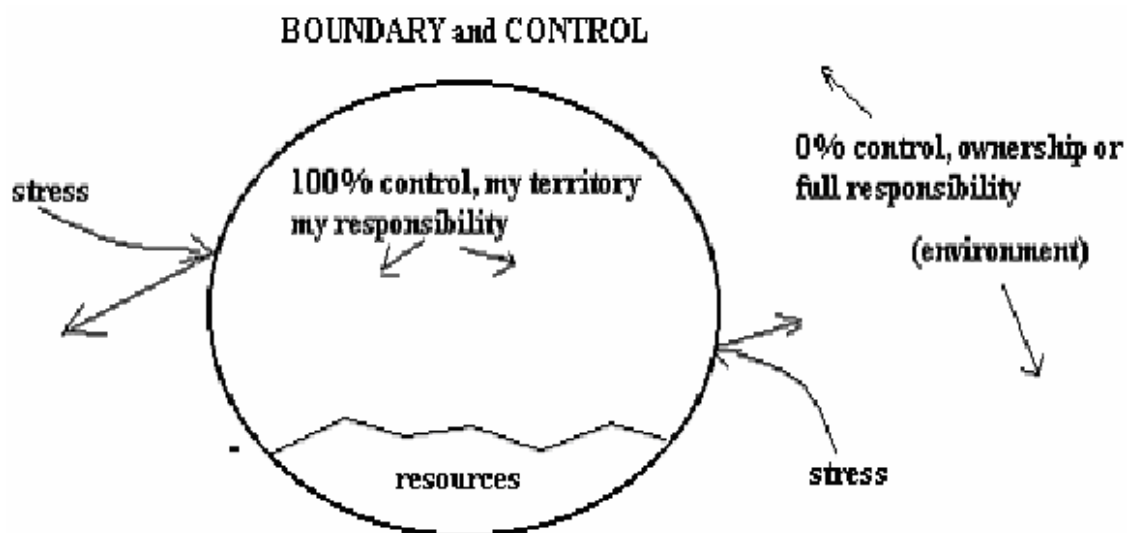 BOUNDARY and CONTROL
0% control, ownership or
full responsibility
100% control, my territory
my responsibility
stress
(environment)
resources
stress